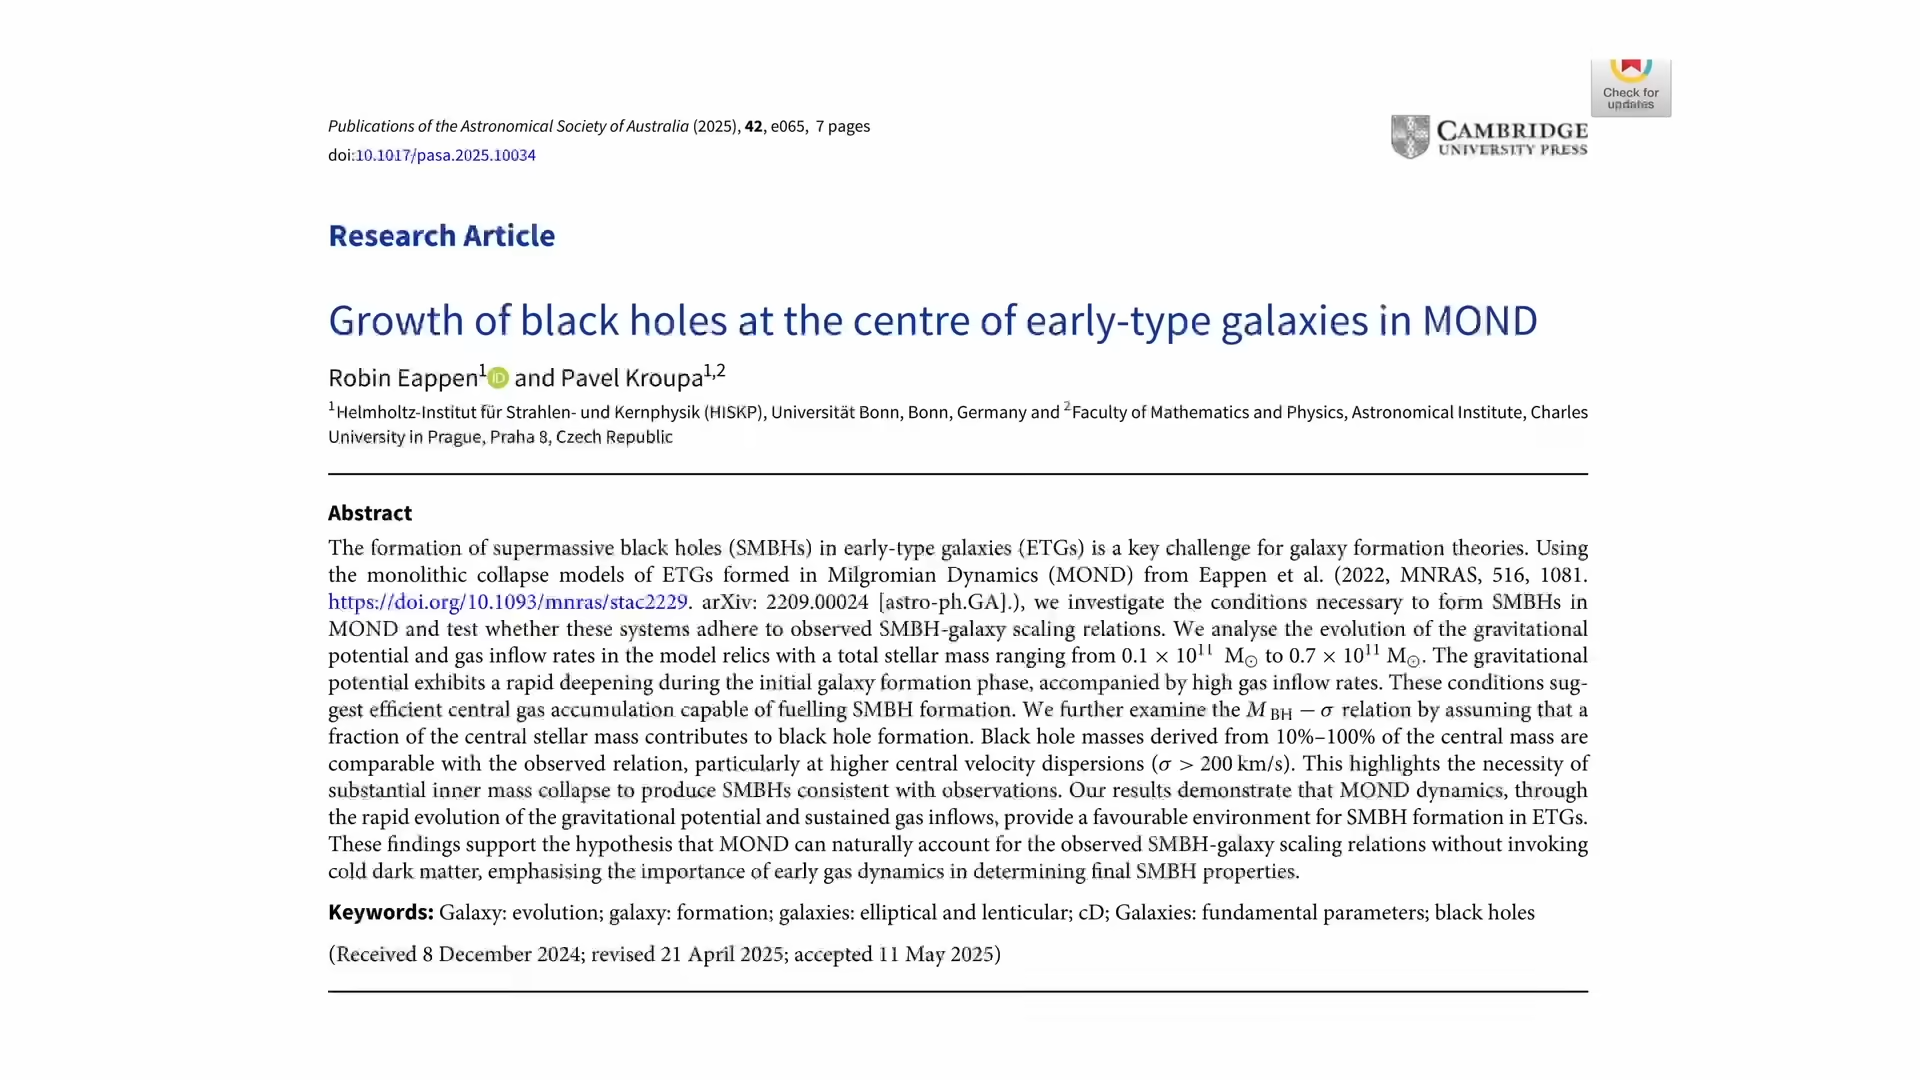 Check for
updates
Publications of the Astronomical Society of Australia (2025), 42, e065, 7 pages
doi:10.1017/pasa.2025.10034
CAMBRIDGE
UNIVERSITY PRESS
Research Article
Growth of black holes at the centre of early-type galaxies in MOND
Robin Eappen¹ iD and Pavel Kroupa¹,²
¹Helmholtz-Institut für Strahlen- und Kernphysik (HISKP), Universität Bonn, Bonn, Germany and ²Faculty of Mathematics and Physics, Astronomical Institute, Charles
University in Prague, Praha 8, Czech Republic
Abstract
The formation of supermassive black holes (SMBHs) in early-type galaxies (ETGs) is a key challenge for galaxy formation theories. Using
the monolithic collapse models of ETGs formed in Milgromian Dynamics (MOND) from Eappen et al. (2022, MNRAS, 516, 1081.
https://doi.org/10.1093/mnras/stac2229. arXiv: 2209.00024 [astro-ph.GA].), we investigate the conditions necessary to form SMBHs in
MOND and test whether these systems adhere to observed SMBH-galaxy scaling relations. We analyse the evolution of the gravitational
potential and gas inflow rates in the model relics with a total stellar mass ranging from 0.1 × 10¹¹ M⊙ to 0.7 × 10¹¹ M⊙. The gravitational
potential exhibits a rapid deepening during the initial galaxy formation phase, accompanied by high gas inflow rates. These conditions sug-
gest efficient central gas accumulation capable of fuelling SMBH formation. We further examine the M_BH − σ relation by assuming that a
fraction of the central stellar mass contributes to black hole formation. Black hole masses derived from 10%–100% of the central mass are
comparable with the observed relation, particularly at higher central velocity dispersions (σ > 200 km/s). This highlights the necessity of
substantial inner mass collapse to produce SMBHs consistent with observations. Our results demonstrate that MOND dynamics, through
the rapid evolution of the gravitational potential and sustained gas inflows, provide a favourable environment for SMBH formation in ETGs.
These findings support the hypothesis that MOND can naturally account for the observed SMBH-galaxy scaling relations without invoking
cold dark matter, emphasising the importance of early gas dynamics in determining final SMBH properties.
Keywords: Galaxy: evolution; galaxy: formation; galaxies: elliptical and lenticular; cD; Galaxies: fundamental parameters; black holes
(Received 8 December 2024; revised 21 April 2025; accepted 11 May 2025)